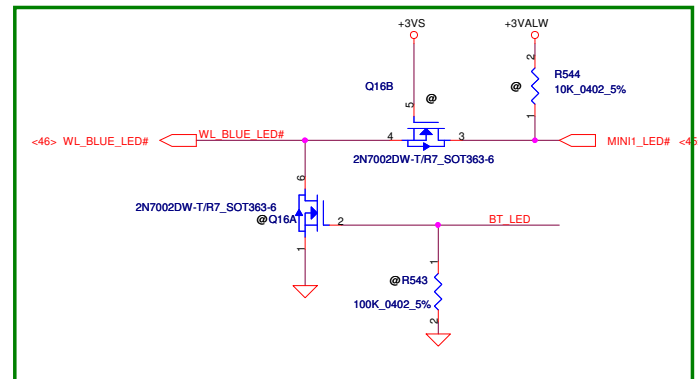 +3VS
+3VALW
2
R544
@
10K_0402_5%
1
Q16B
5
@
<46> WL_BLUE_LED#
WL_BLUE_LED#
4
3
MINI1_LED# <45
2N7002DW-T/R7_SOT363-6
6
2N7002DW-T/R7_SOT363-6
@Q16A
2
BT_LED
1
1
@R543
100K_0402_5%
2